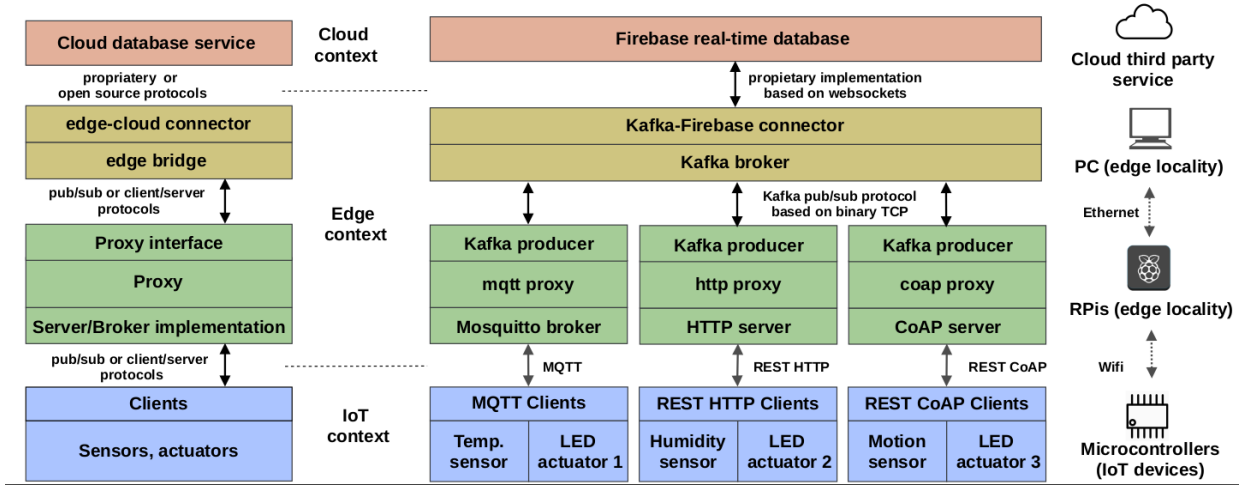 Cloud database service
Cloud
context
Firebase real-time database
Cloud third party
service
propriatery or
open source protocols
propietary implementation
based on websockets
edge-cloud connector
edge bridge
Kafka-Firebase connector
Kafka broker
PC (edge locality)
pub/sub or client/server
protocols
Edge
context
Kafka pub/sub protocol
based on binary TCP
Ethernet
Proxy interface
Proxy
Server/Broker implementation
Kafka producer
mqtt proxy
Mosquitto broker
Kafka producer
http proxy
HTTP server
Kafka producer
coap proxy
CoAP server
RPis (edge locality)
pub/sub or client/server
protocols
MQTT
REST HTTP
REST CoAP
Wifi
Clients
Sensors, actuators
IoT
context
MQTT Clients
Temp.
sensor
LED
actuator 1
REST HTTP Clients
Humidity
sensor
LED
actuator 2
REST CoAP Clients
Motion
sensor
LED
actuator 3
Microcontrollers
(IoT devices)